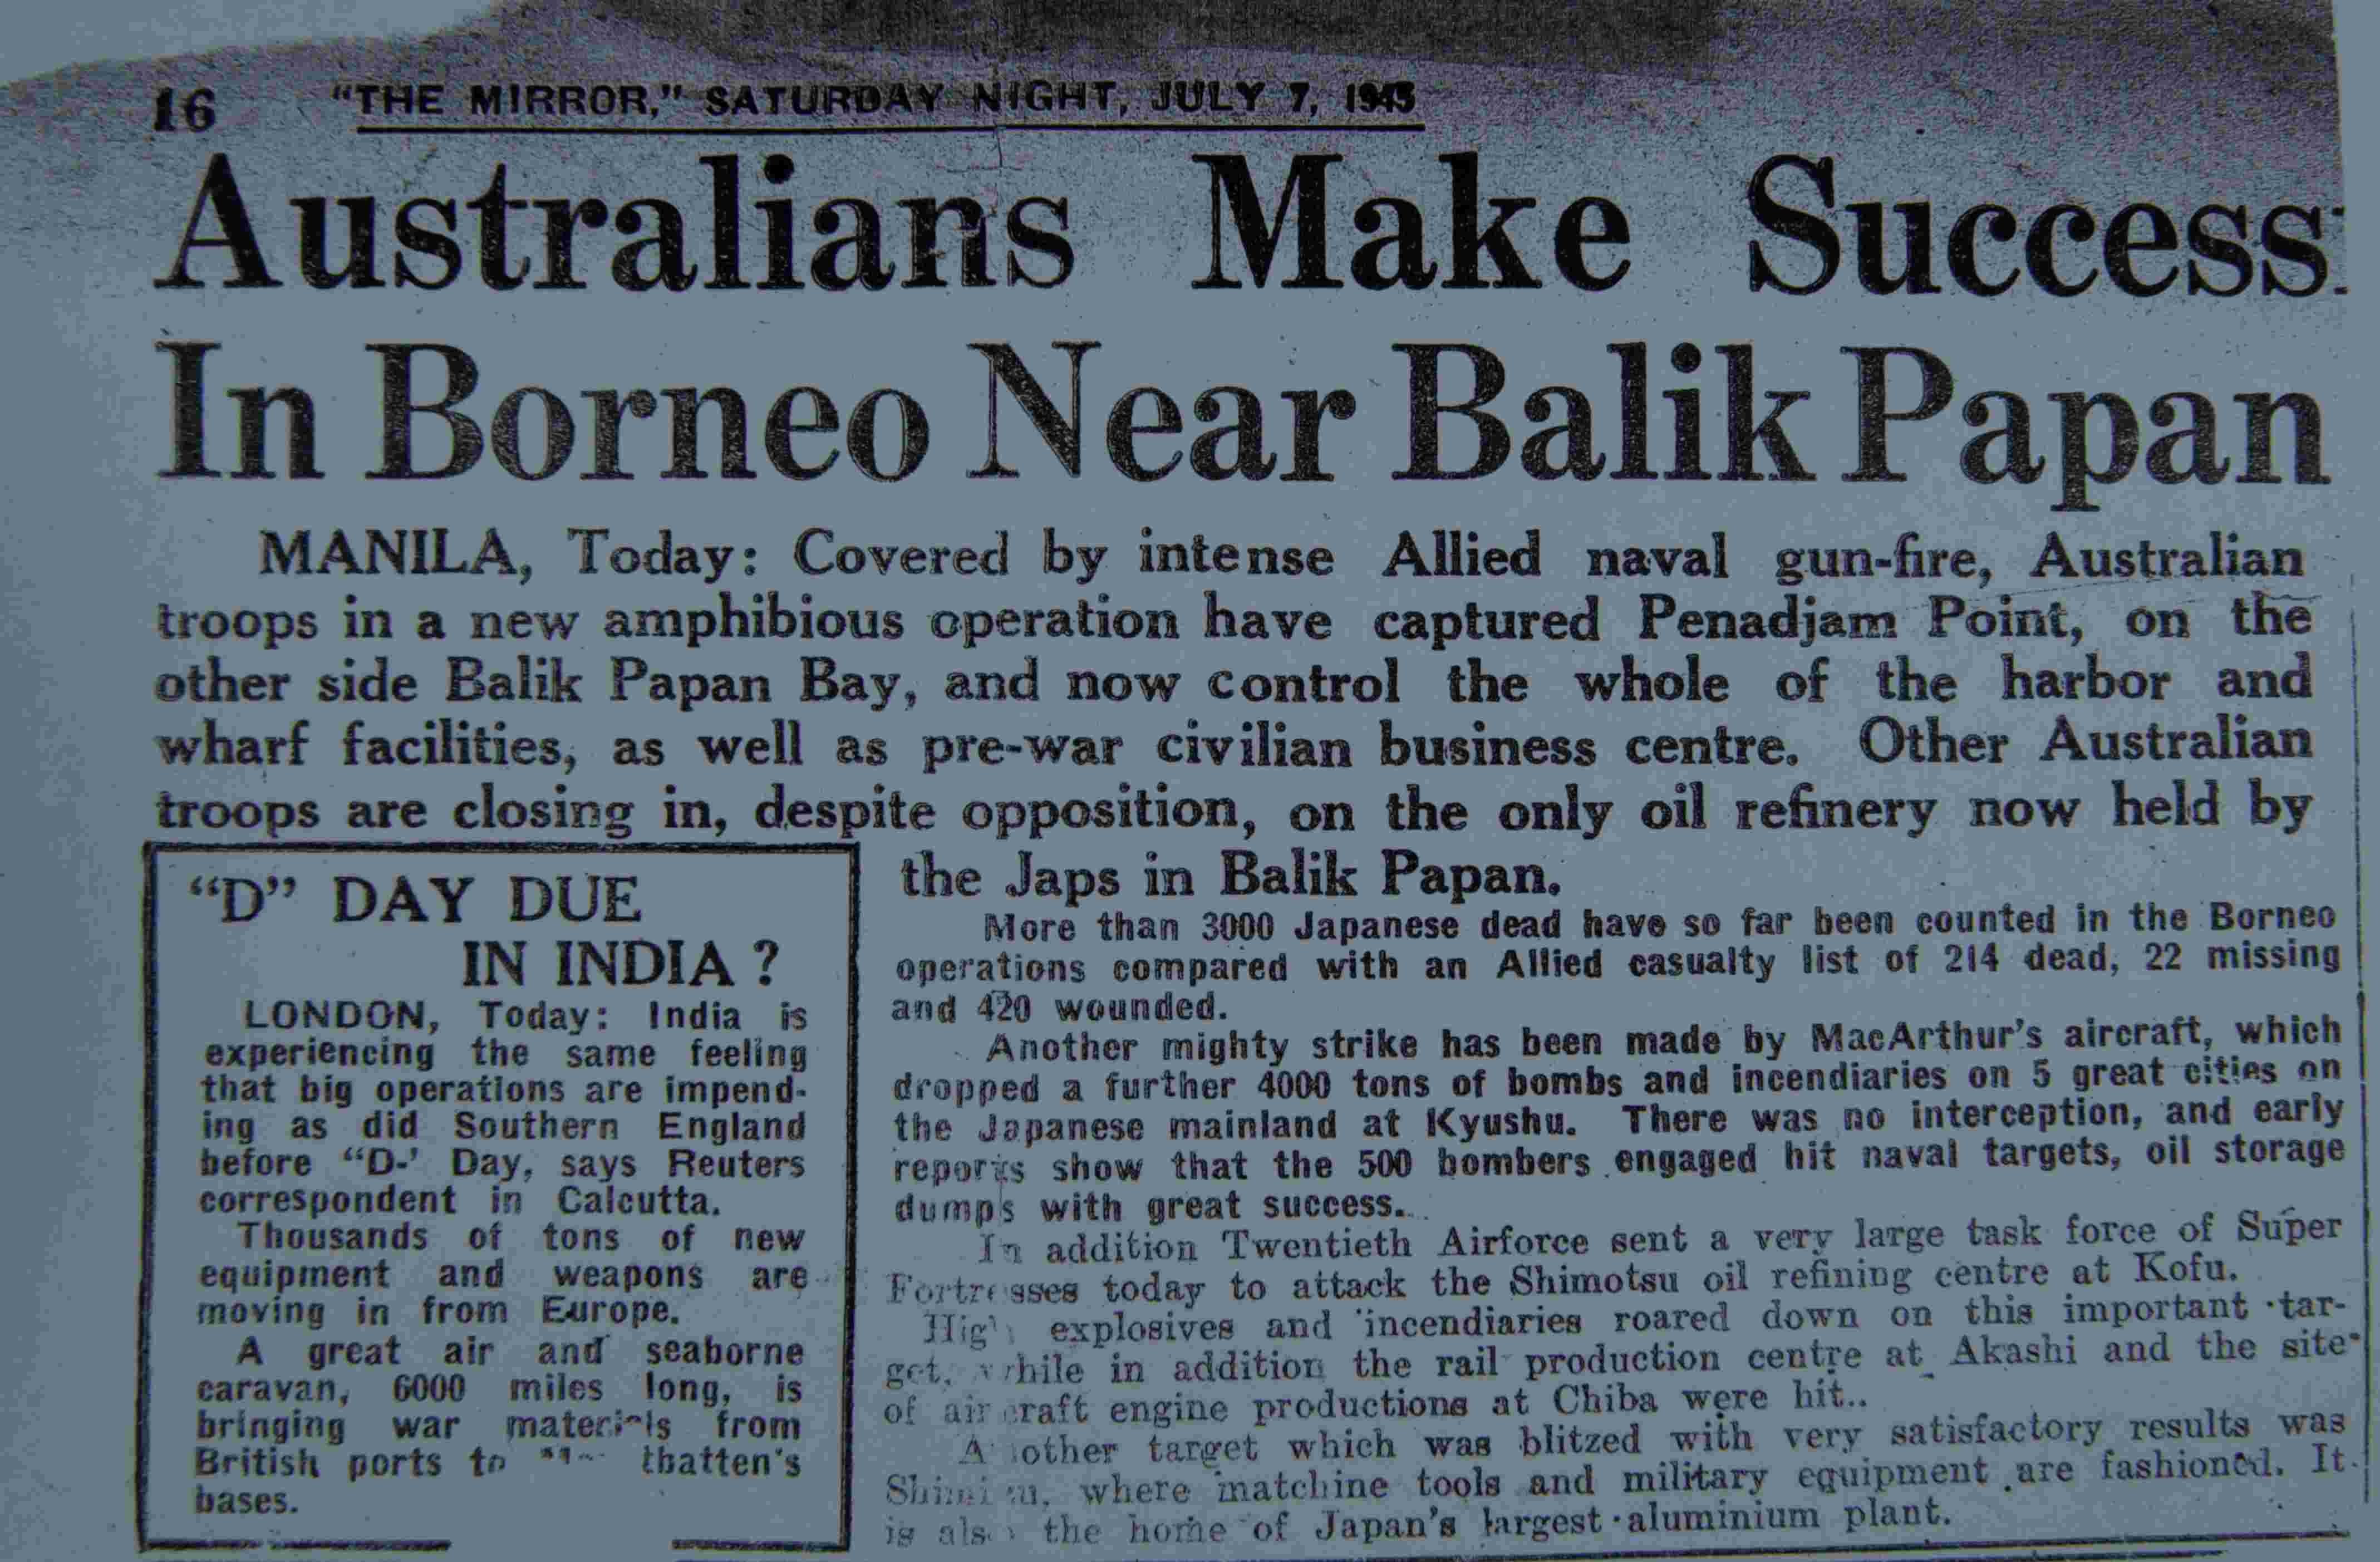 16 "THE MIRROR," SATURDAY NIGHT, JULY 7, 1945
Australians Make Success
In Borneo Near Balik Papan
MANILA, Today: Covered by intense Allied naval gun-fire, Australian
troops in a new amphibious operation have captured Penadjam Point, on the
other side Balik Papan Bay, and now control the whole of the harbor and
wharf facilities, as well as pre-war civilian business centre. Other Australian
troops are closing in, despite opposition, on the only oil refinery now held by
the Japs in Balik Papan.
More than 3000 Japanese dead have so far been counted in the Borneo
operations compared with an Allied casualty list of 214 dead, 22 missing
and 420 wounded.
Another mighty strike has been made by MacArthur's aircraft, which
dropped a further 4000 tons of bombs and incendiaries on 5 great cities on
the Japanese mainland at Kyushu. There was no interception, and early
reports show that the 500 bombers engaged hit naval targets, oil storage
dumps with great success.
In addition Twentieth Airforce sent a very large task force of Super
Fortresses today to attack the Shimotsu oil refining centre at Kofu.
High explosives and incendiaries roared down on this important tar-
get, while in addition the rail production centre at Akashi and the site
of aircraft engine productions at Chiba were hit..
Another target which was blitzed with very satisfactory results was
where matchine tools and military equipment are fashioned. It
is also the home of Japan's largest aluminium plant.
"D" DAY DUE
IN INDIA ?
LONDON, Today: India is
experiencing the same feeling
that big operations are impend-
ing as did Southern England
before "D-' Day, says Reuters
correspondent in Calcutta.
Thousands of tons of new
equipment and weapons are
moving in from Europe.
A great air and seaborne
caravan, 6000 miles long, is
bringing war materials from
British ports to tbatten's
bases.